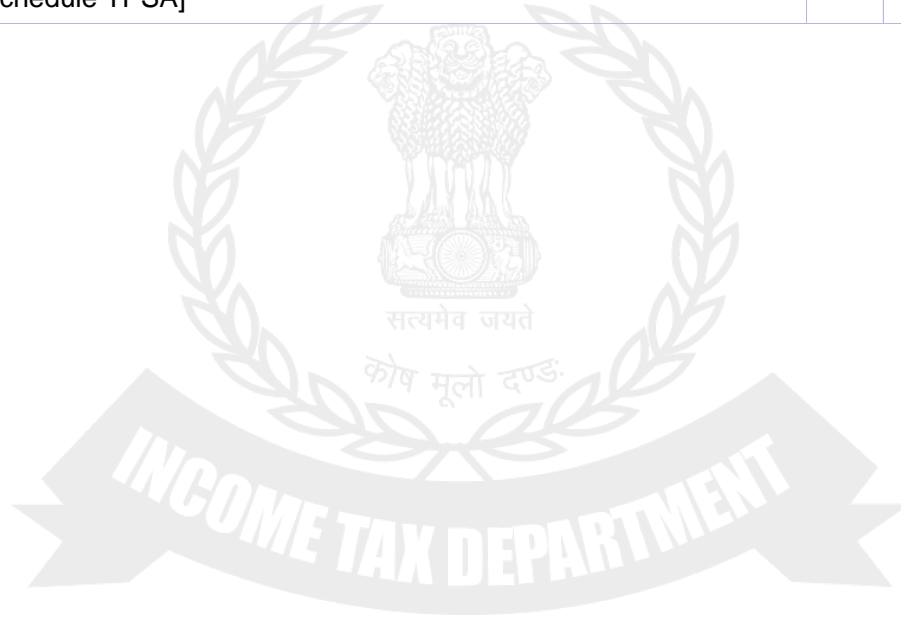 chedule TPSA]
सत्यमेव जयते
कोष मूलो दण्डः
INCOME TAX DEPARTMENT